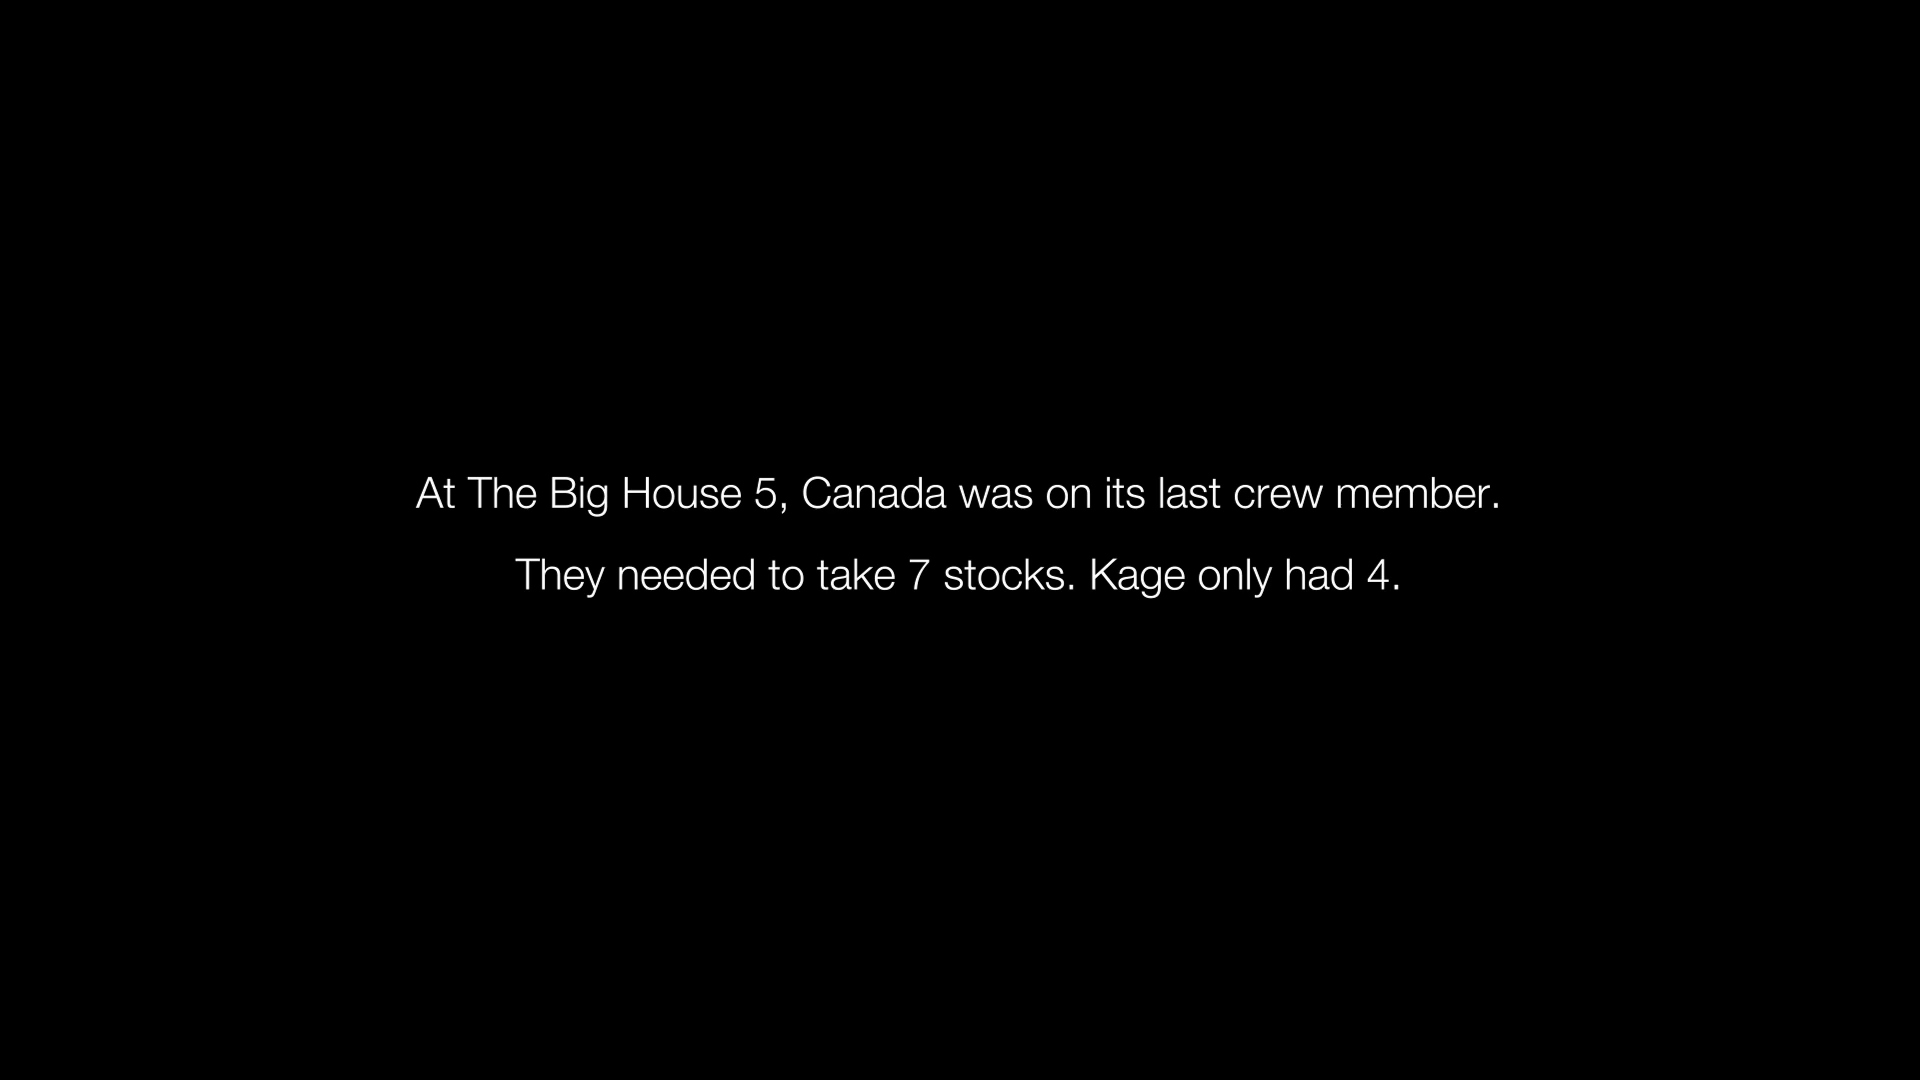 At The Big House 5, Canada was on its last crew member.
They needed to take 7 stocks. Kage only had 4.